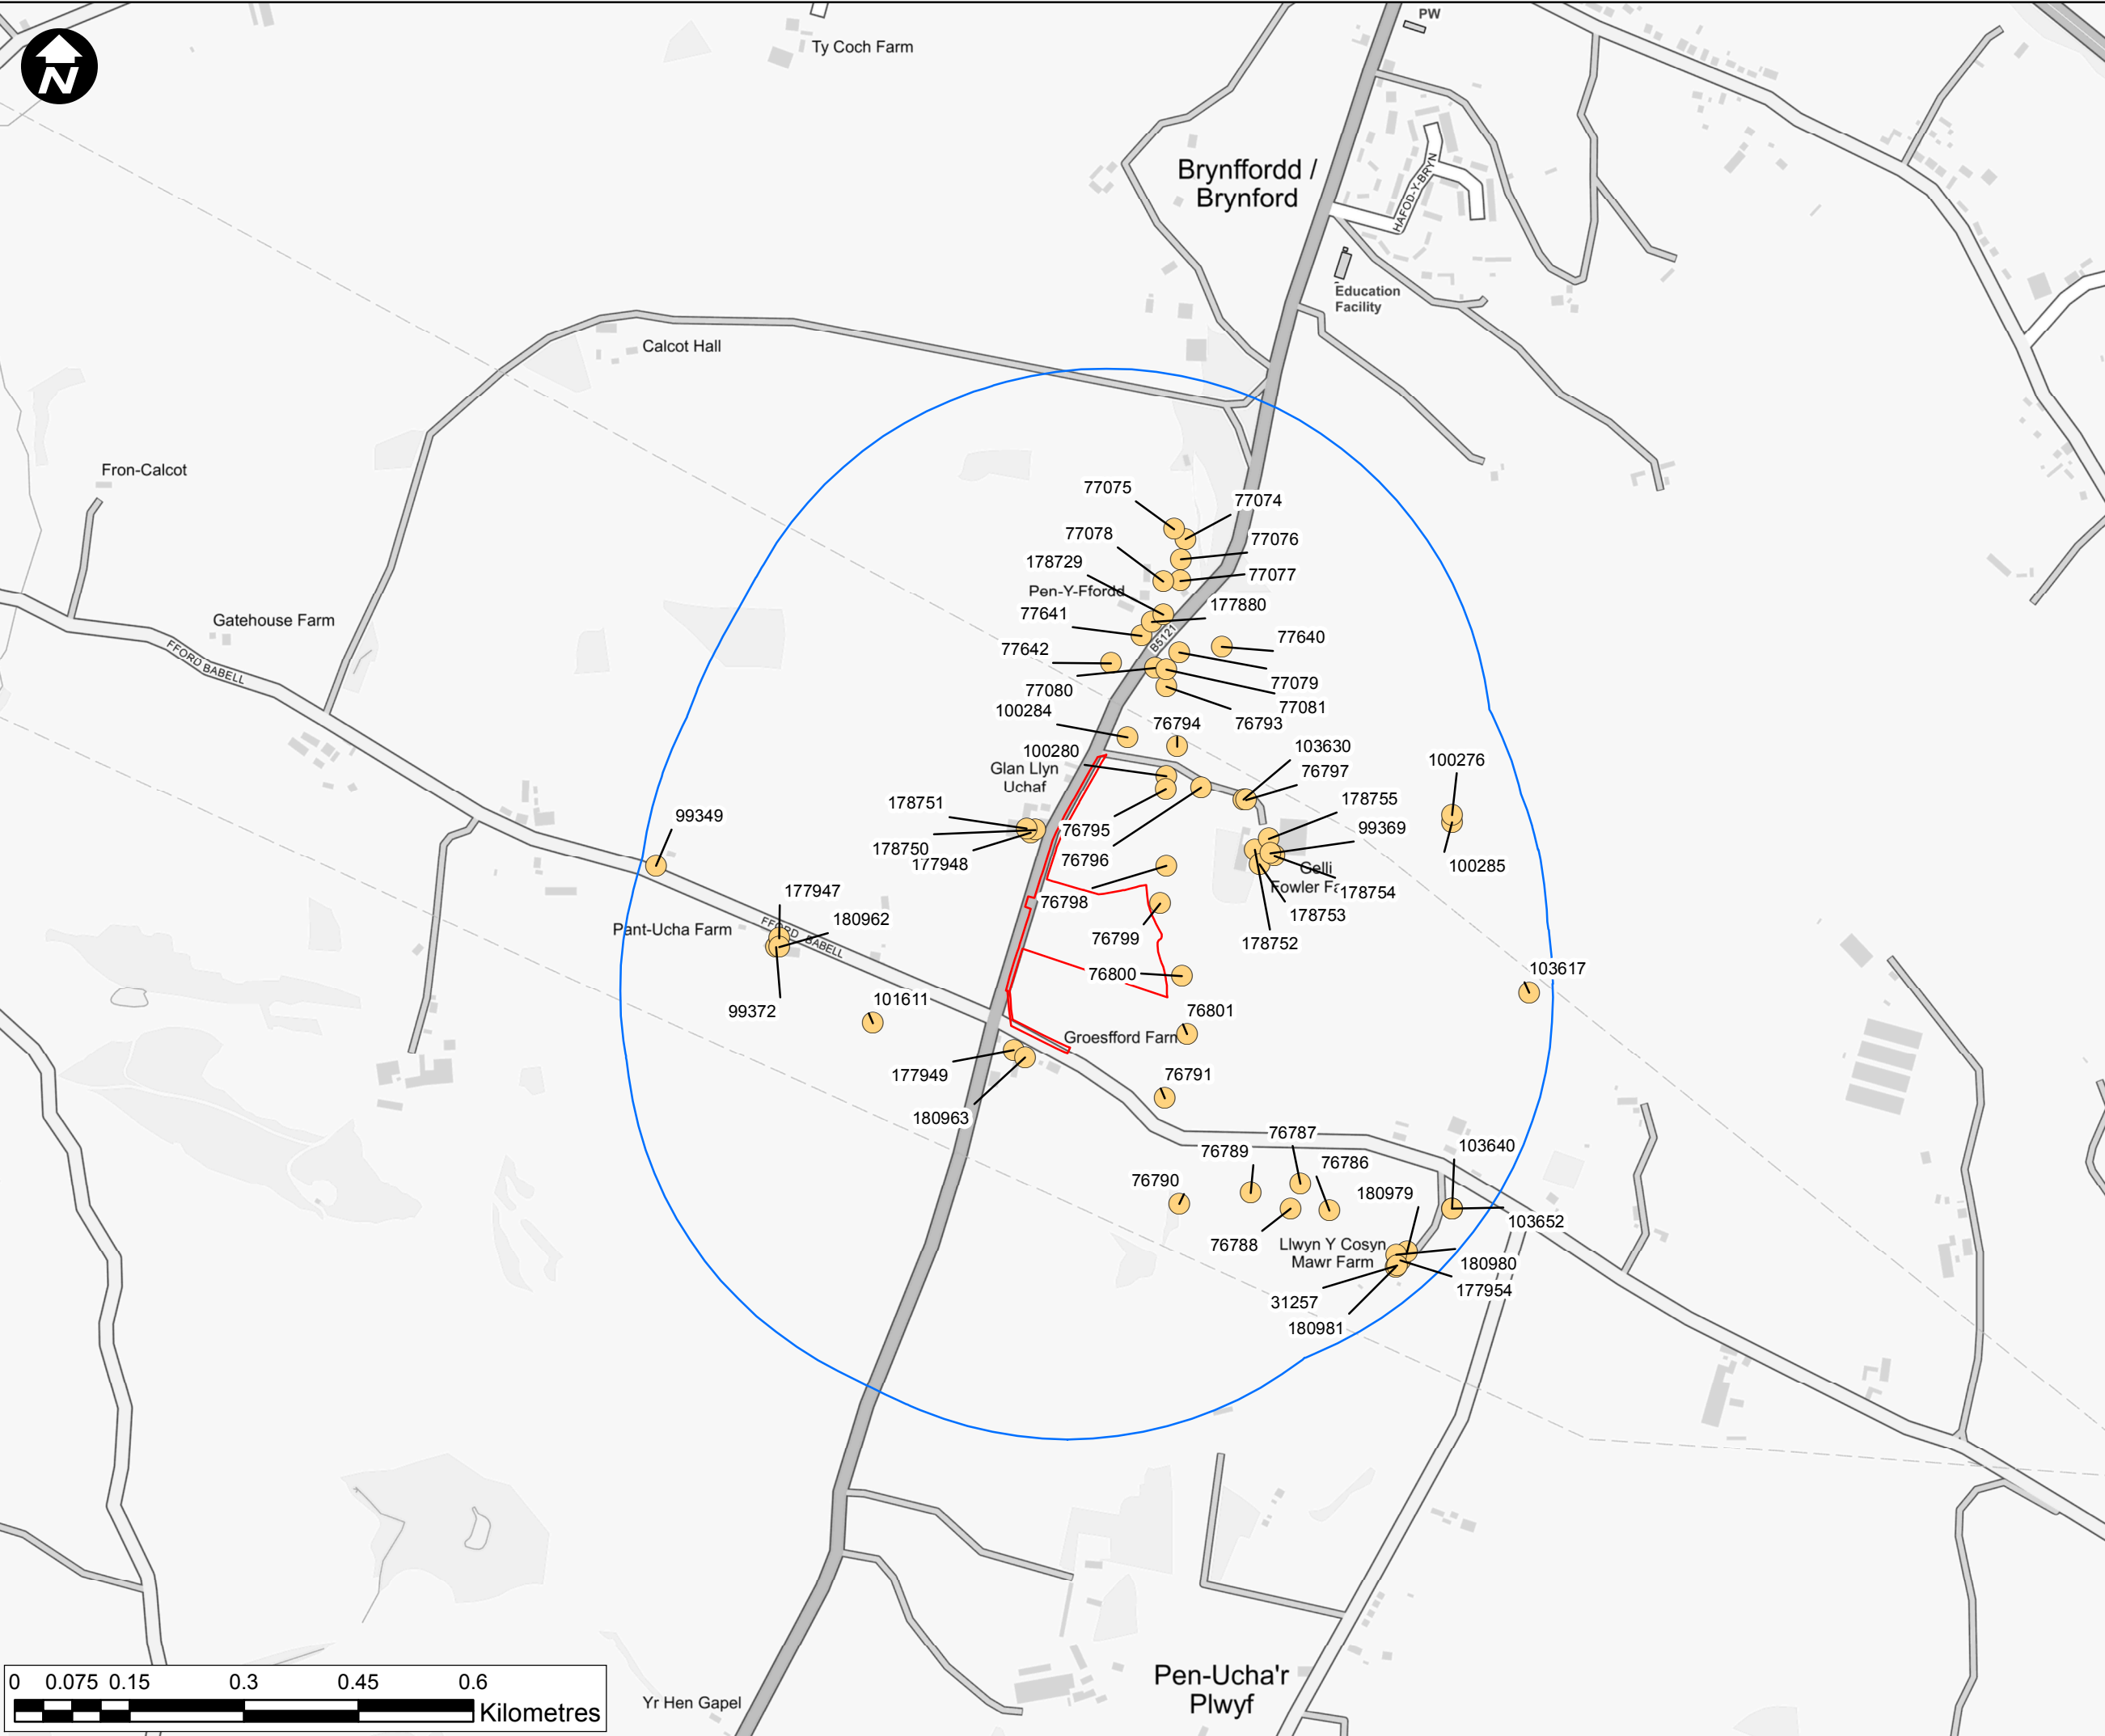 PW
N
Ty Coch Farm
Brynffordd /
Brynford
HAFOD-Y-BRYN
Education
Facility
Calcot Hall
Fron-Calcot
77075
77074
77078
77076
178729
77077
Pen-Y-Ffordd
177880
77641
Gatehouse Farm
B5121
77640
77642
FFORD BABELL
77079
77080
77081
100284
76793
76794
103630
100280
100276
Glan Llyn
Uchaf
76797
178755
178751
99349
99369
76795
178750
177948
76796
100285
Gelli
Fowler Fa
178754
177947
76798
178753
180962
FFORD BABELL
Pant-Ucha Farm
76799
178752
103617
76800
101611
99372
76801
Groesfford Farm
177949
76791
180963
76787
103640
76789
76786
76790
180979
103652
76788
Llwyn Y Cosyn
Mawr Farm
180980
177954
31257
180981
Pen-Ucha'r
Plwyf
Yr Hen Gapel
0 0.075 0.15 0.3 0.45 0.6
Kilometres